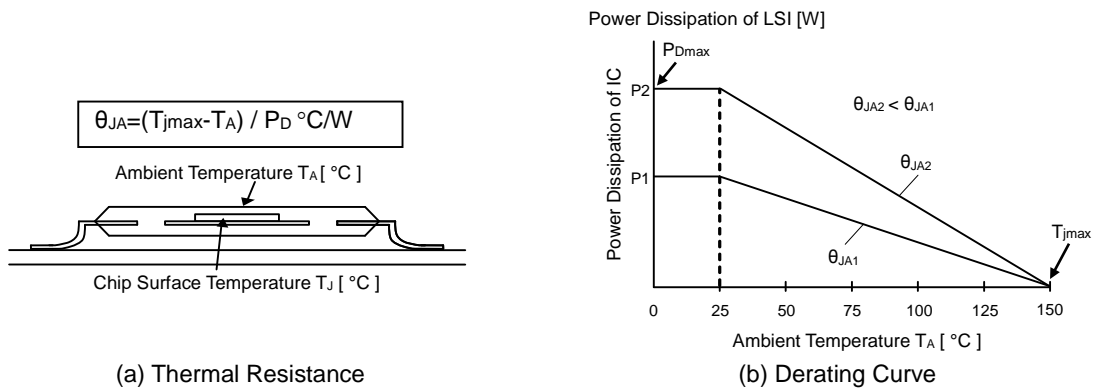 θJA=(Tjmax-TA) / PD °C/W
Ambient Temperature TA [ °C ]
Chip Surface Temperature TJ [ °C ]
(a) Thermal Resistance
Power Dissipation of LSI [W]
PDmax
Power Dissipation of IC
P2
P1
θJA2 < θJA1
θJA2
θJA1
Tjmax
0 25 50 75 100 125 150
Ambient Temperature TA [ °C ]
(b) Derating Curve